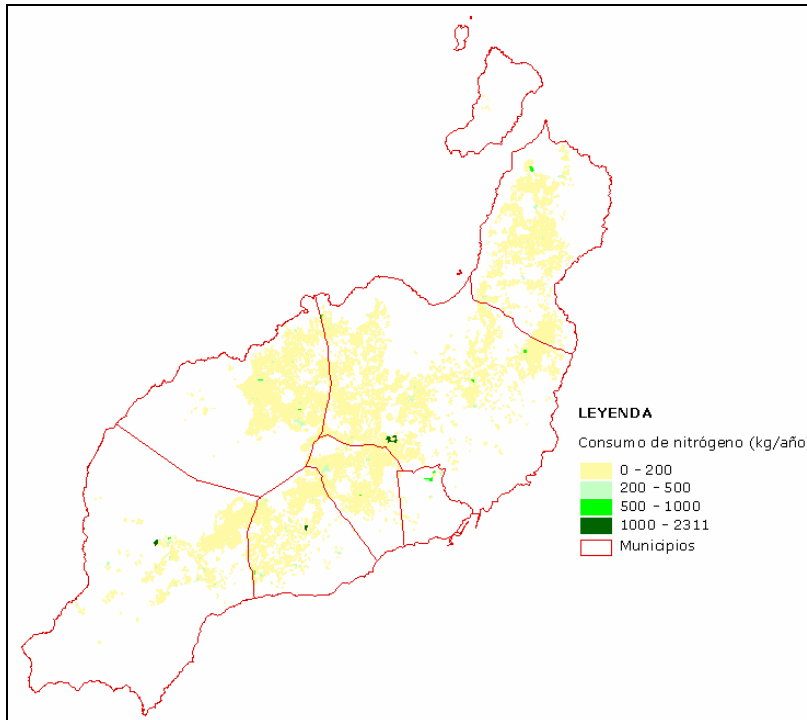 LEYENDA
Consumo de nitrógeno (kg/año)
0 - 200
200 - 500
500 - 1000
1000 - 2311
Municipios